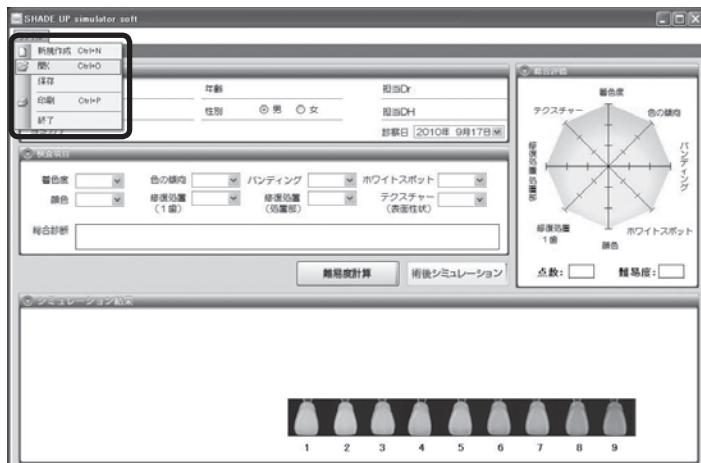 SHADE UP simulator soft
新規作成 Ctrl+N
開く Ctrl+O
保存
印刷 Ctrl+P
終了
年齢
担当Dr
性別 男 女
担当DH
診察日 2010年 9月17日
検査項目
着色度
色の傾向
バンディング
ホワイトスポット
顔色
修復処置
(1歯)
修復処置
(処置部)
テクスチャー
(表面性状)
総合診断
難易度計算
術後シミュレーション
総合評価
着色度
テクスチャー
色の傾向
修復処置部
バンディング
修復処置
1歯
ホワイトスポット
顔色
点数:
難易度:
シミュレーション結果
1 2 3 4 5 6 7 8 9